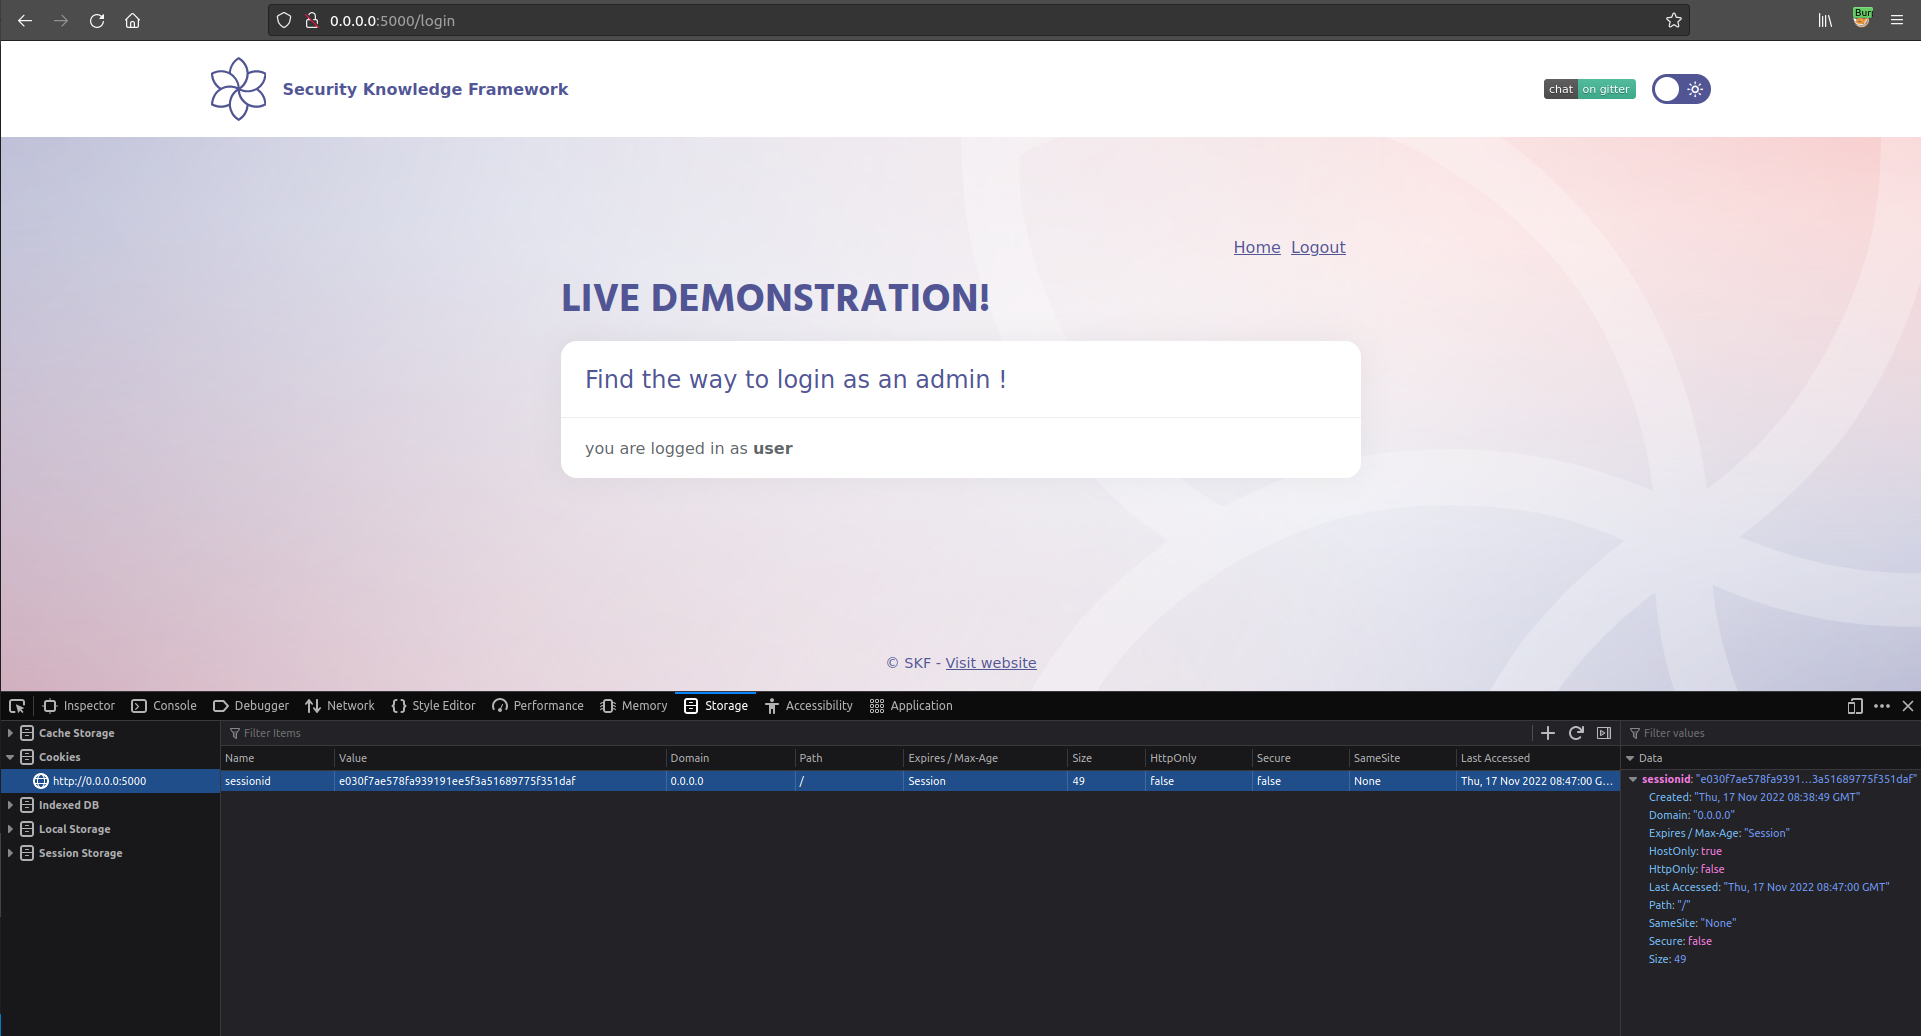 0.0.0.0:5000/login
Burp
Security Knowledge Framework
chat on gitter
Home Logout
LIVE DEMONSTRATION!
Find the way to login as an admin !
you are logged in as user
© SKF - Visit website
Inspector Console Debugger Network Style Editor Performance Memory Storage Accessibility Application
Cache Storage
Cookies
http://0.0.0.0:5000
Indexed DB
Local Storage
Session Storage
Filter Items
Name Value Domain Path Expires / Max-Age Size HttpOnly Secure SameSite Last Accessed
sessionid e030f7ae578fa939191ee5f3a51689775f351daf 0.0.0.0 / Session 49 false false None Thu, 17 Nov 2022 08:47:00 G...
Filter values
Data
sessionid: "e030f7ae578fa9391...3a51689775f351daf"
Created: "Thu, 17 Nov 2022 08:38:49 GMT"
Domain: "0.0.0.0"
Expires / Max-Age: "Session"
HostOnly: true
HttpOnly: false
Last Accessed: "Thu, 17 Nov 2022 08:47:00 GMT"
Path: "/"
SameSite: "None"
Secure: false
Size: 49